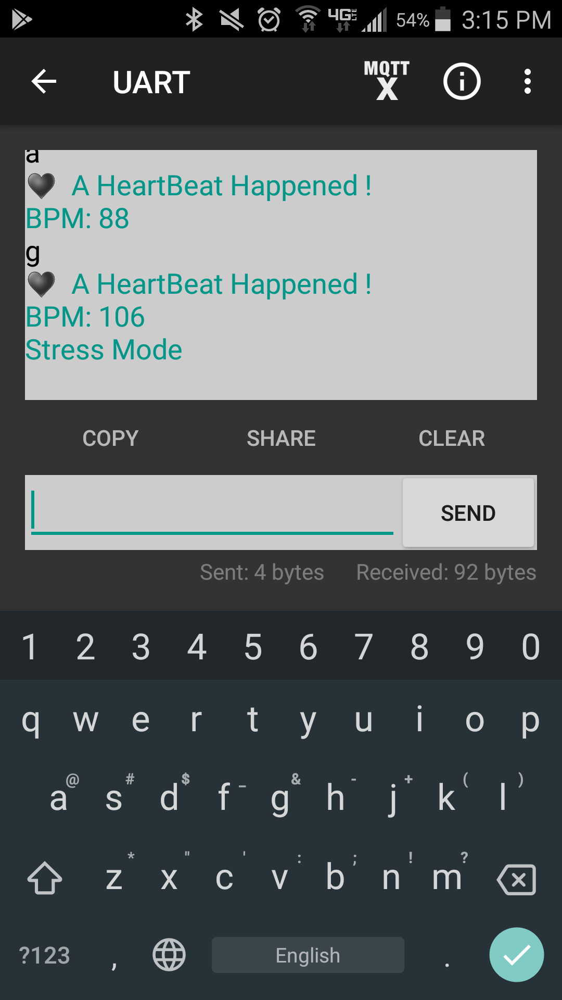 54% 3:15 PM
UART MQTT X
a
♥ A HeartBeat Happened !
BPM: 88
g
♥ A HeartBeat Happened !
BPM: 106
Stress Mode
COPY SHARE CLEAR
SEND
Sent: 4 bytes Received: 92 bytes
1 2 3 4 5 6 7 8 9 0
q w e r t y u i o p
@ # $ _ & - + ( )
a s d f g h j k l
* " ' : ; ! ?
z x c v b n m
?123 , English .